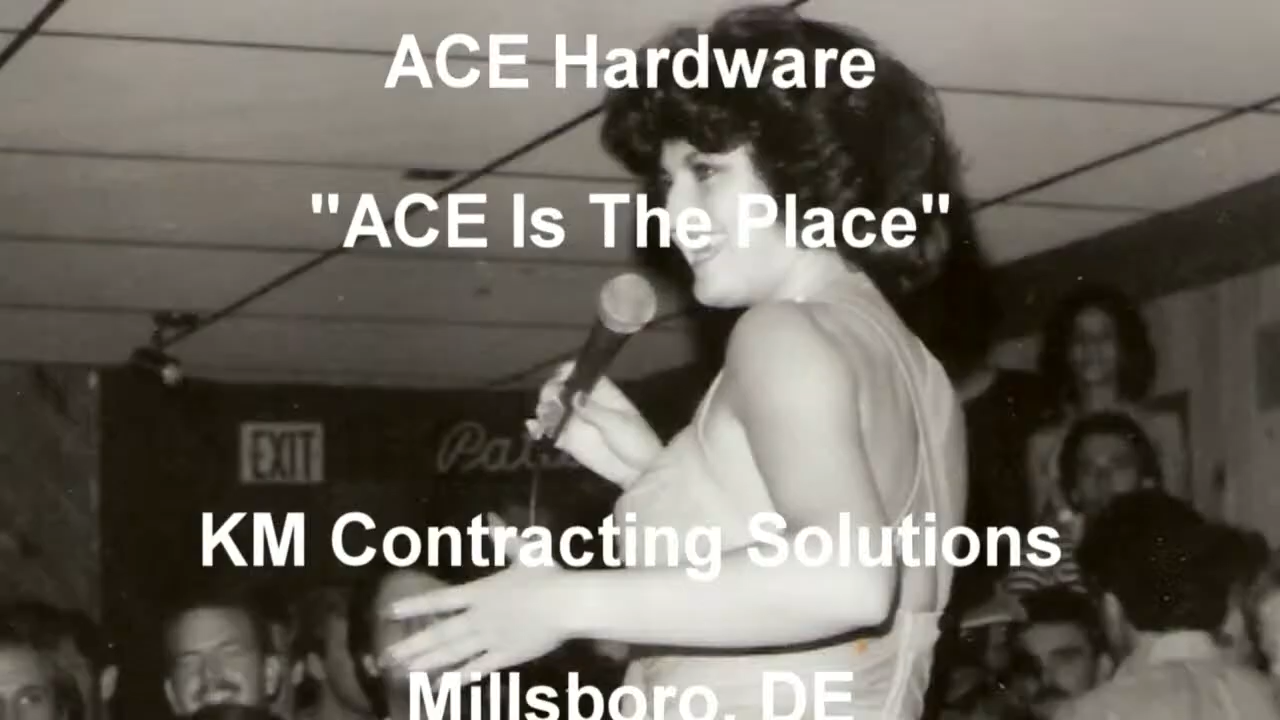 ACE Hardware
"ACE Is The Place"
EXIT
KM Contracting Solutions
Millsboro, DE